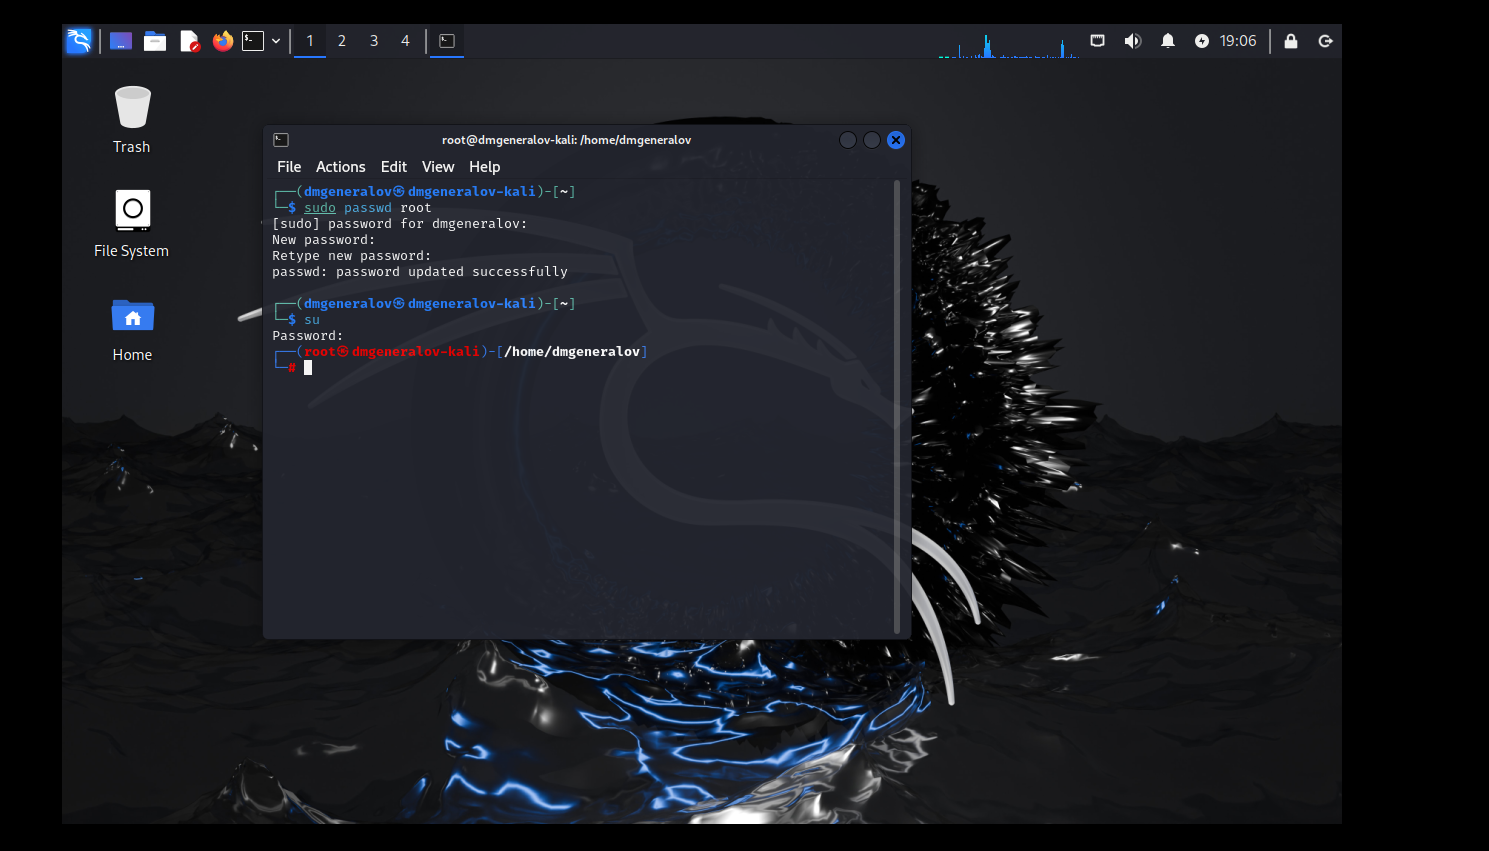 1 2 3 4
19:06
Trash
File System
Home
root@dmgeneralov-kali: /home/dmgeneralov
File Actions Edit View Help
┌──(dmgeneralov㉿dmgeneralov-kali)-[~]
└─$ sudo passwd root
[sudo] password for dmgeneralov:
New password:
Retype new password:
passwd: password updated successfully
┌──(dmgeneralov㉿dmgeneralov-kali)-[~]
└─$ su
Password:
┌──(root㉿dmgeneralov-kali)-[/home/dmgeneralov]
└─#